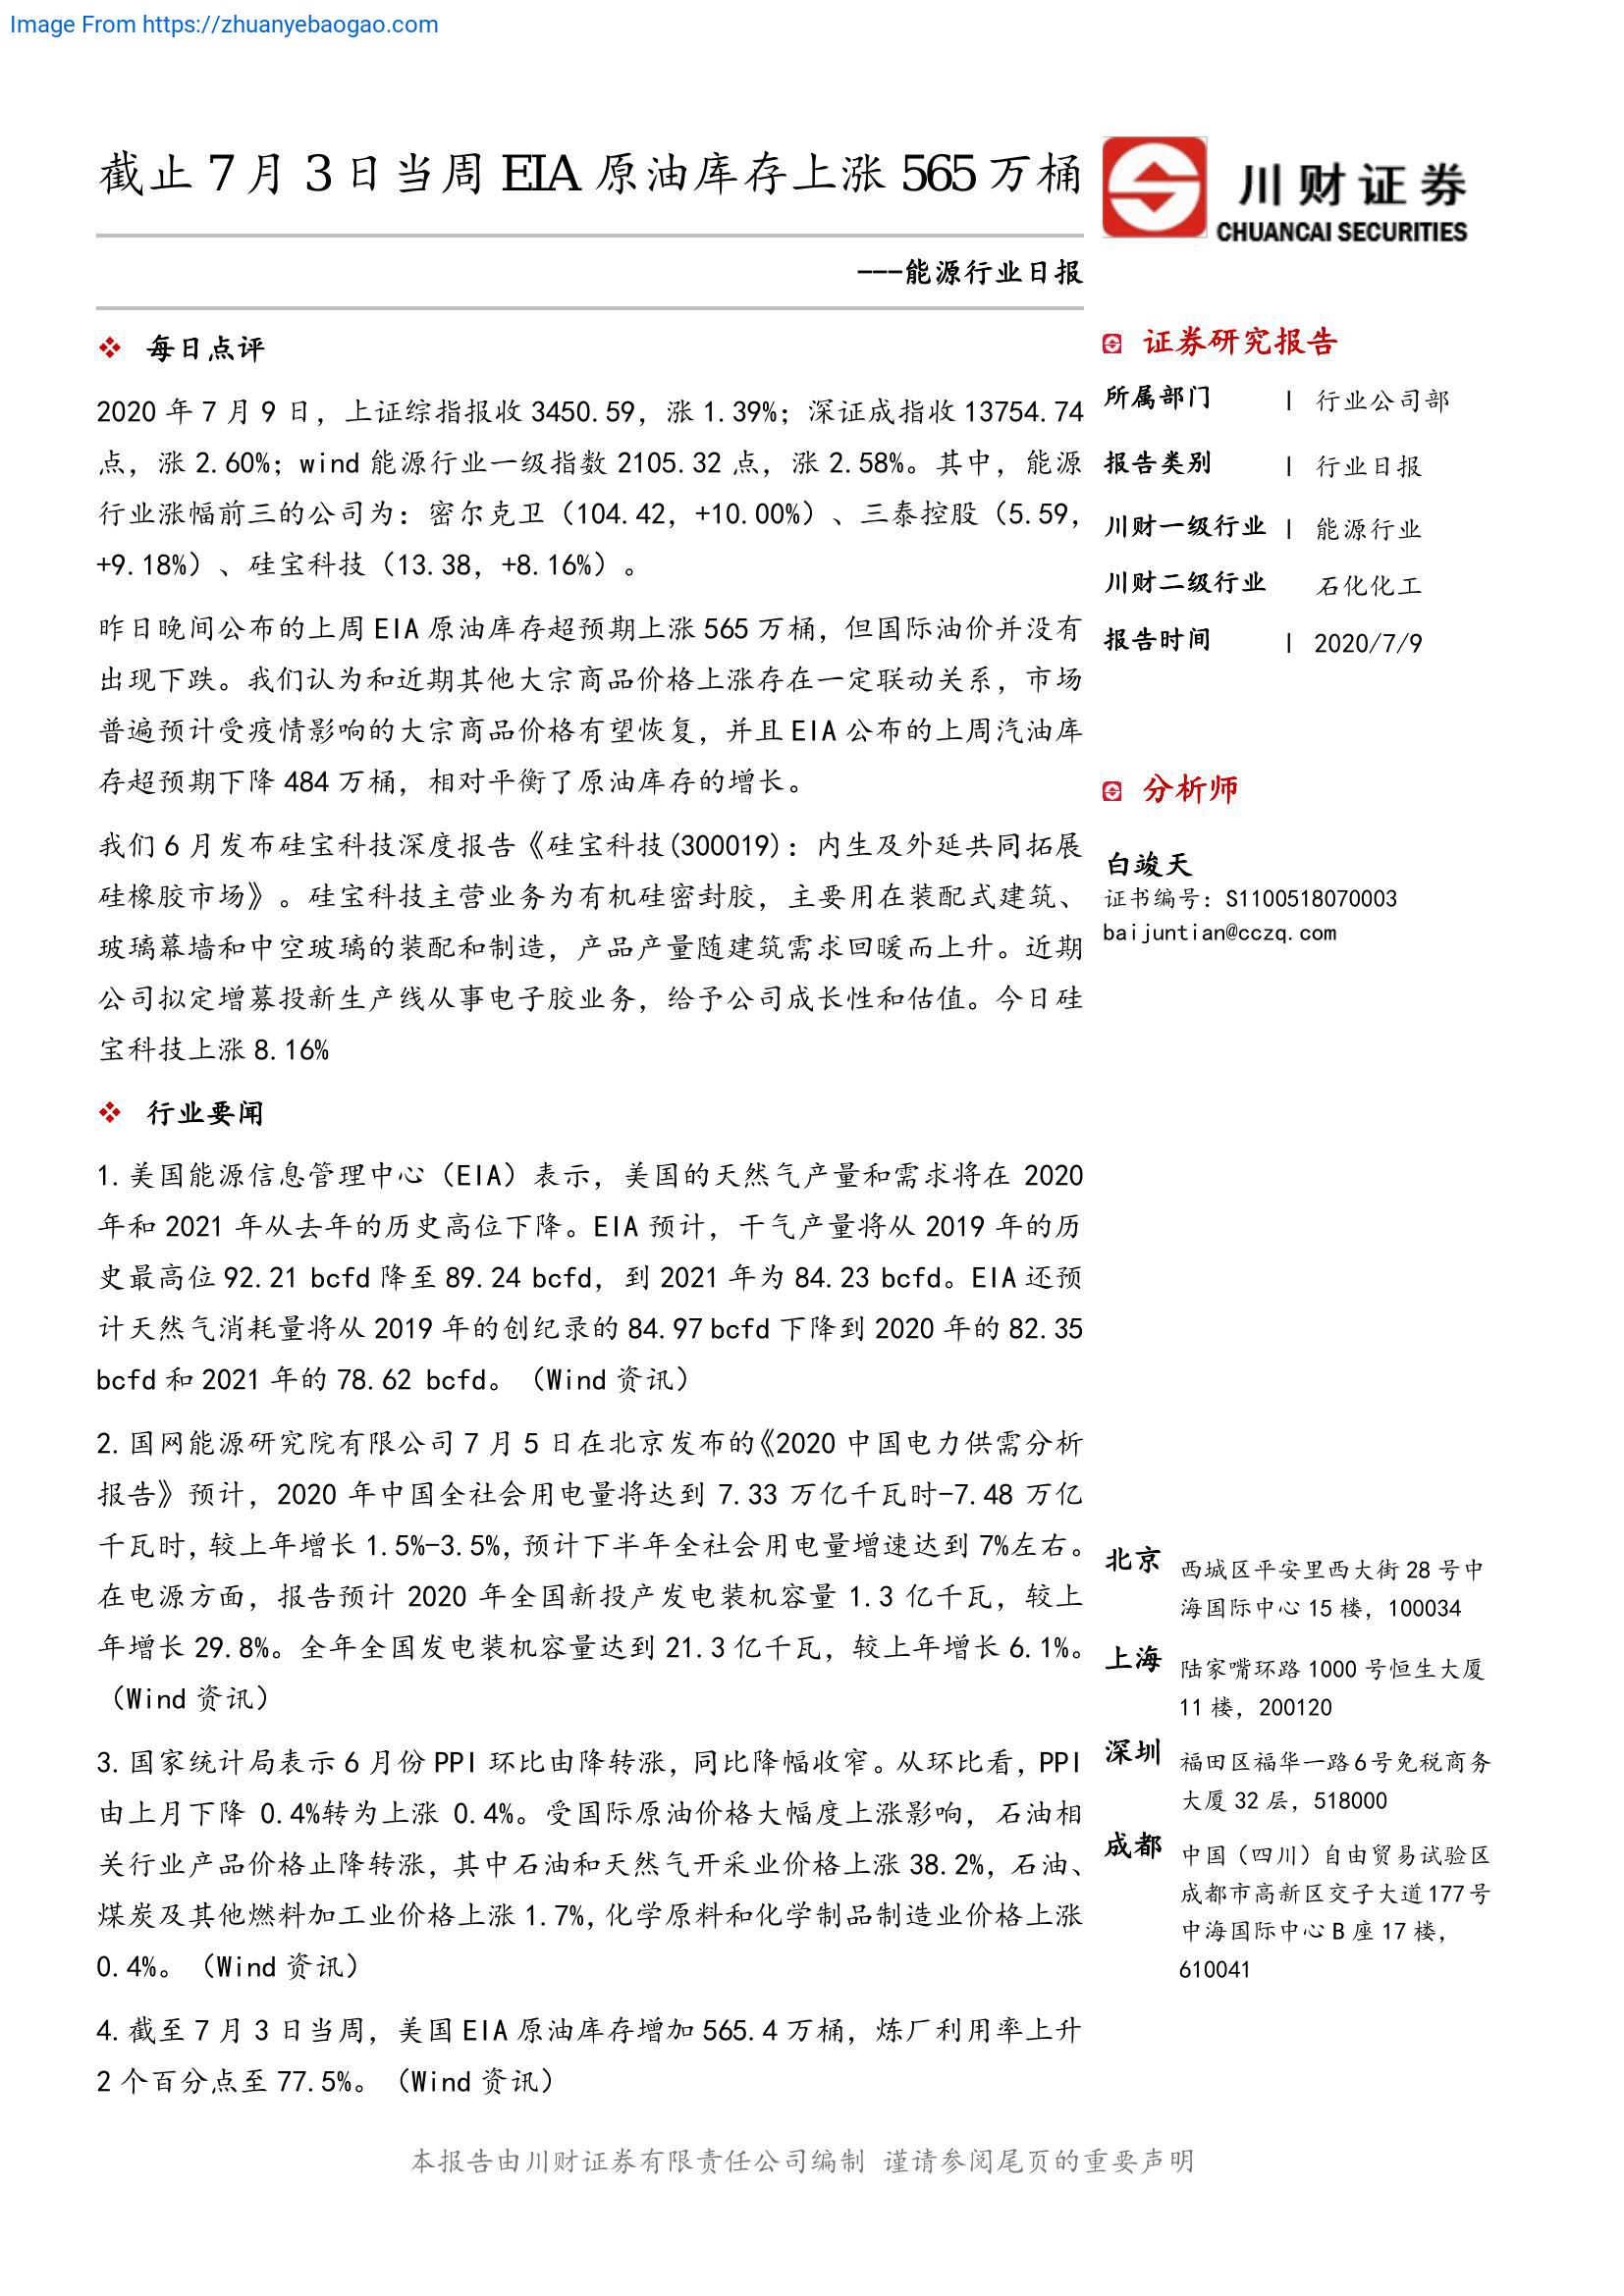 Image From https://zhuanyebaogao.com
截止 7 月 3 日当周 EIA 原油库存上涨 565 万桶
---能源行业日报
❖ 每日点评
2020 年 7 月 9 日，上证综指报收 3450.59，涨 1.39%；深证成指收 13754.74
点，涨 2.60%；wind 能源行业一级指数 2105.32 点，涨 2.58%。其中，能源
行业涨幅前三的公司为：密尔克卫（104.42，+10.00%）、三泰控股（5.59，
+9.18%）、硅宝科技（13.38，+8.16%）。
昨日晚间公布的上周 EIA 原油库存超预期上涨 565 万桶，但国际油价并没有
出现下跌。我们认为和近期其他大宗商品价格上涨存在一定联动关系，市场
普遍预计受疫情影响的大宗商品价格有望恢复，并且 EIA 公布的上周汽油库
存超预期下降 484 万桶，相对平衡了原油库存的增长。
我们 6 月发布硅宝科技深度报告《硅宝科技(300019)：内生及外延共同拓展
硅橡胶市场》。硅宝科技主营业务为有机硅密封胶，主要用在装配式建筑、
玻璃幕墙和中空玻璃的装配和制造，产品产量随建筑需求回暖而上升。近期
公司拟定增募投新生产线从事电子胶业务，给予公司成长性和估值。今日硅
宝科技上涨 8.16%
❖ 行业要闻
1. 美国能源信息管理中心（EIA）表示，美国的天然气产量和需求将在 2020
年和 2021 年从去年的历史高位下降。EIA 预计，干气产量将从 2019 年的历
史最高位 92.21 bcfd 降至 89.24 bcfd，到 2021 年为 84.23 bcfd。EIA 还预
计天然气消耗量将从 2019 年的创纪录的 84.97 bcfd 下降到 2020 年的 82.35
bcfd 和 2021 年的 78.62 bcfd。（Wind 资讯）
2. 国网能源研究院有限公司 7 月 5 日在北京发布的《2020 中国电力供需分析
报告》预计，2020 年中国全社会用电量将达到 7.33 万亿千瓦时-7.48 万亿
千瓦时，较上年增长 1.5%-3.5%，预计下半年全社会用电量增速达到 7%左右。
在电源方面，报告预计 2020 年全国新投产发电装机容量 1.3 亿千瓦，较上
年增长 29.8%。全年全国发电装机容量达到 21.3 亿千瓦，较上年增长 6.1%。
（Wind 资讯）
3. 国家统计局表示 6 月份 PPI 环比由降转涨，同比降幅收窄。从环比看，PPI
由上月下降 0.4%转为上涨 0.4%。受国际原油价格大幅度上涨影响，石油相
关行业产品价格止降转涨，其中石油和天然气开采业价格上涨 38.2%，石油、
煤炭及其他燃料加工业价格上涨 1.7%，化学原料和化学制品制造业价格上涨
0.4%。（Wind 资讯）
4. 截至 7 月 3 日当周，美国 EIA 原油库存增加 565.4 万桶，炼厂利用率上升
2 个百分点至 77.5%。（Wind 资讯）
川财证券
CHUANCAI SECURITIES
证券研究报告
所属部门 | 行业公司部
报告类别 | 行业日报
川财一级行业 | 能源行业
川财二级行业 石化化工
报告时间 | 2020/7/9
分析师
白竣天
证书编号：S1100518070003
baijuntian@cczq.com
北京 西城区平安里西大街 28 号中
海国际中心 15 楼，100034
上海 陆家嘴环路 1000 号恒生大厦
11 楼，200120
深圳 福田区福华一路 6 号免税商务
大厦 32 层，518000
成都 中国（四川）自由贸易试验区
成都市高新区交子大道 177 号
中海国际中心 B 座 17 楼，
610041
本报告由川财证券有限责任公司编制 谨请参阅尾页的重要声明